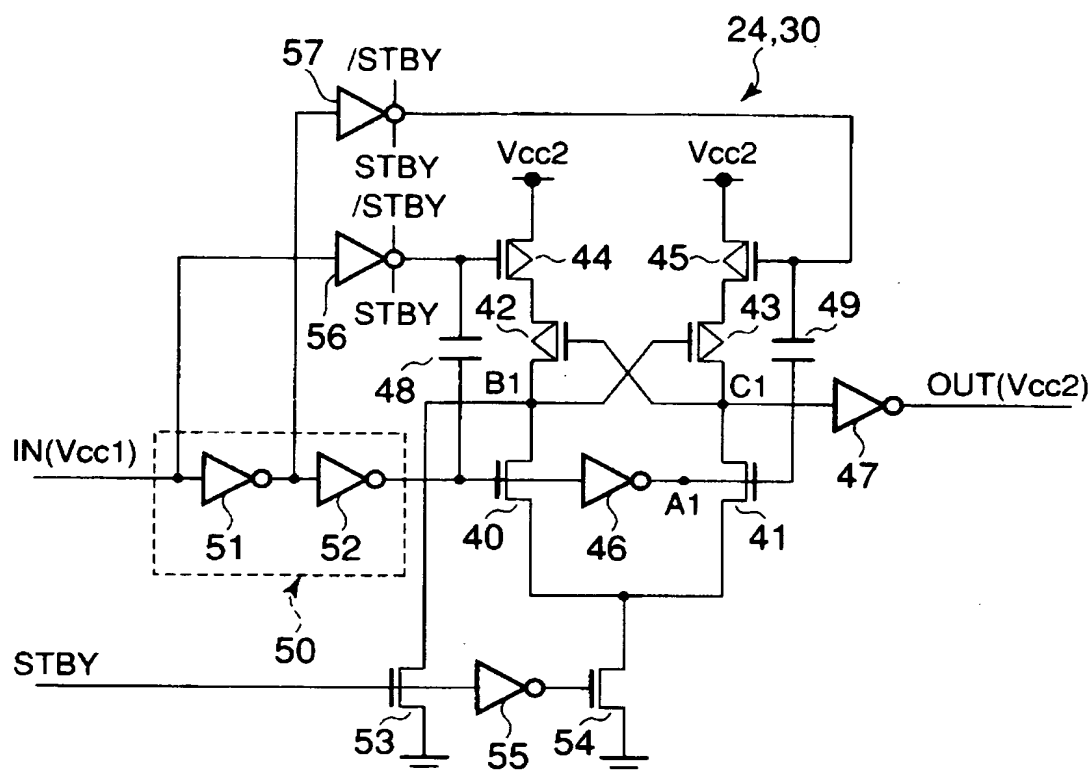 24,30
57
/STBY
STBY
Vcc2
Vcc2
/STBY
44
45
56
STBY
42
43
49
48
B1
C1
OUT(Vcc2)
IN(Vcc1)
47
51
52
40
46
A1
41
50
STBY
53
55
54